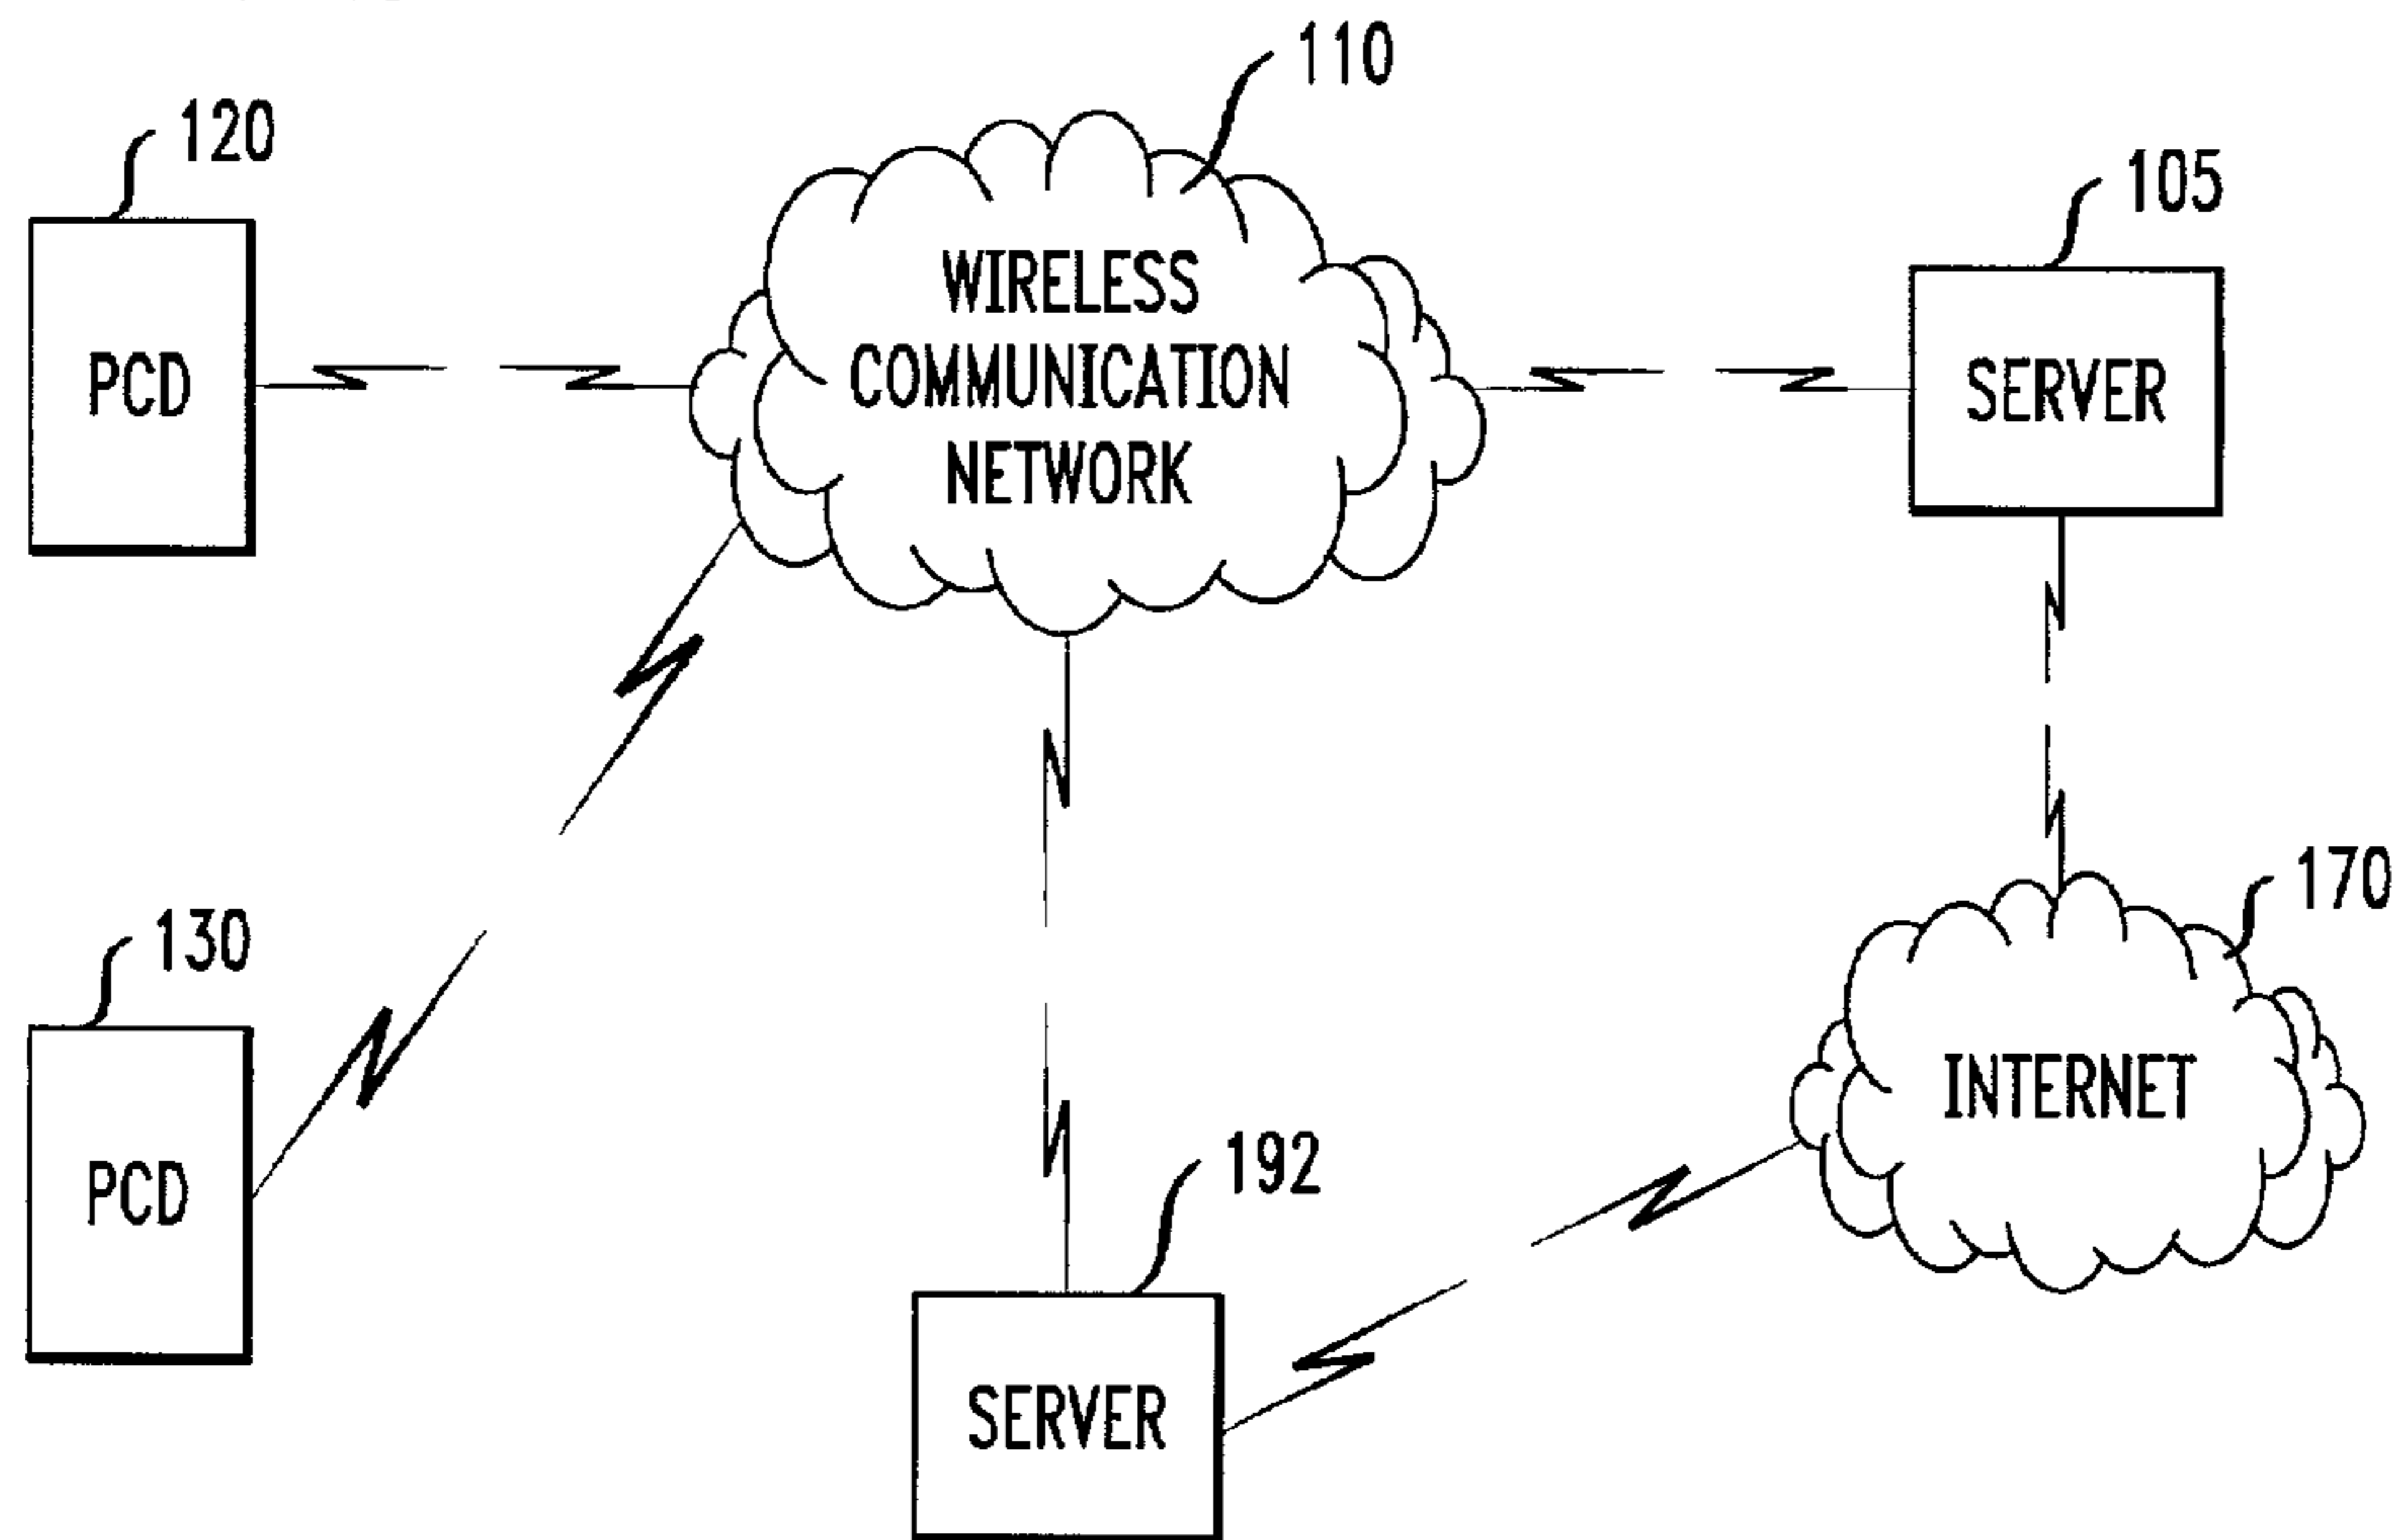 110
120
105
WIRELESS
COMMUNICATION
NETWORK
PCD
SERVER
170
130
INTERNET
PCD
192
SERVER